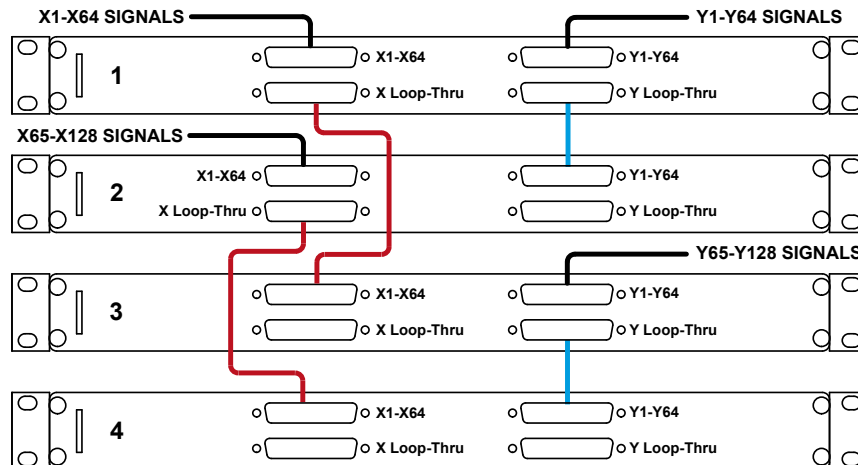 X1-X64 SIGNALS
Y1-Y64 SIGNALS
1
X1-X64
Y1-Y64
X Loop-Thru
Y Loop-Thru
X65-X128 SIGNALS
2
X1-X64
Y1-Y64
X Loop-Thru
Y Loop-Thru
Y65-Y128 SIGNALS
3
X1-X64
Y1-Y64
X Loop-Thru
Y Loop-Thru
4
X1-X64
Y1-Y64
X Loop-Thru
Y Loop-Thru